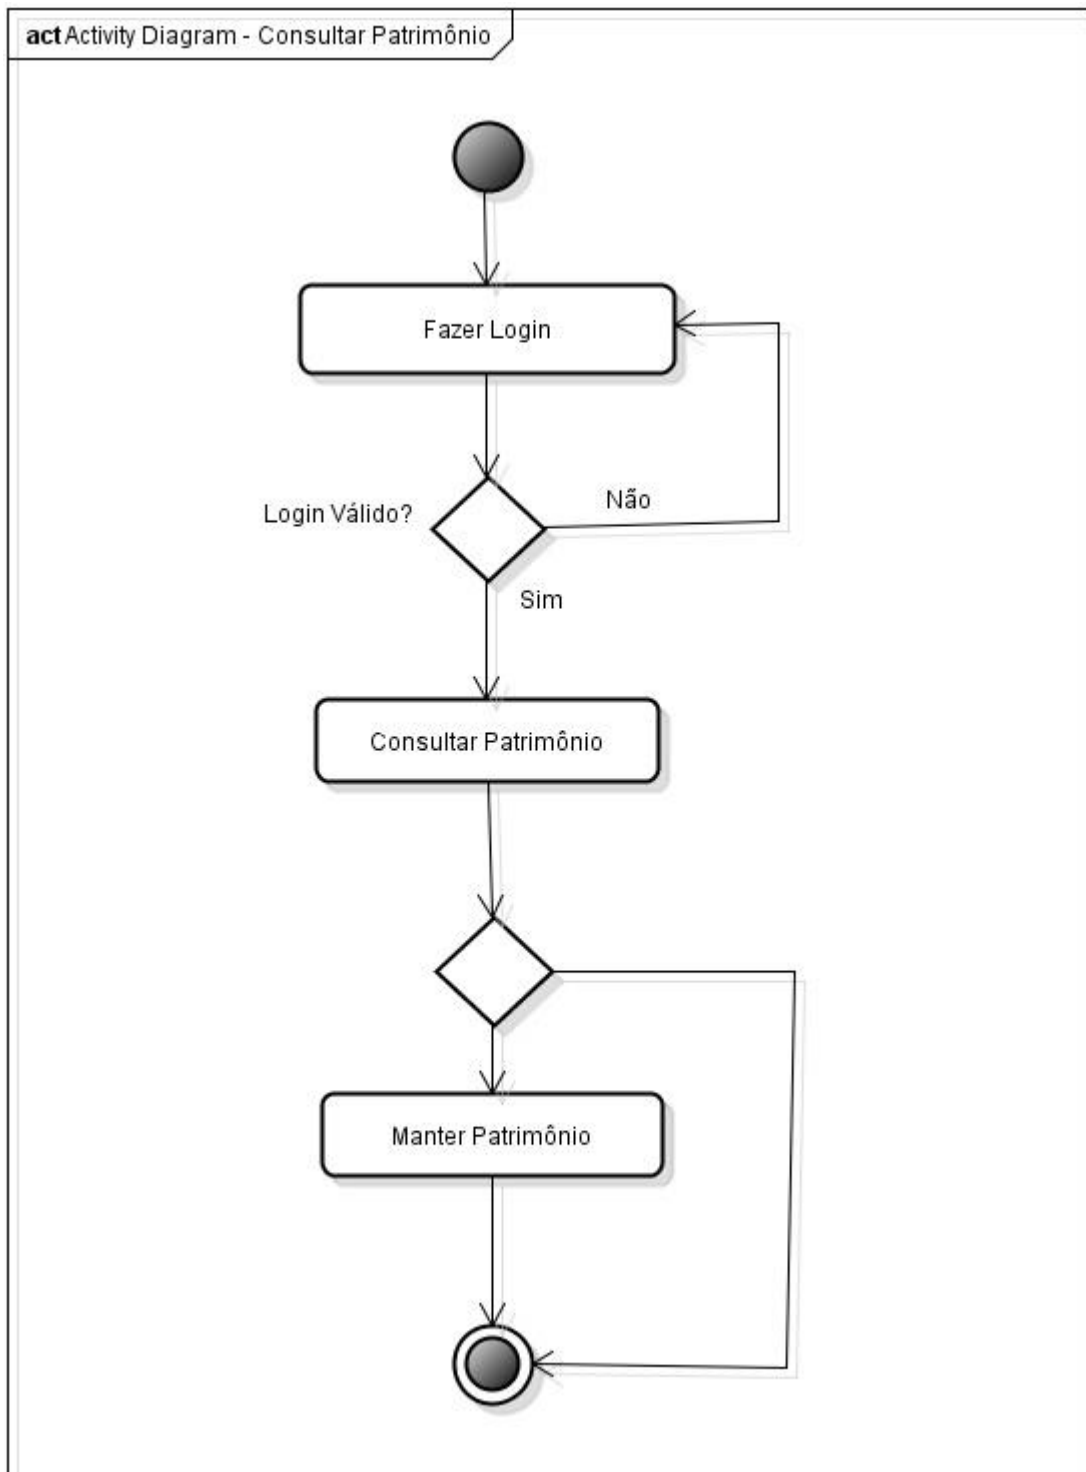 act Activity Diagram - Consultar Patrimônio
Fazer Login
Login Válido?
Não
Sim
Consultar Patrimônio
Manter Patrimônio